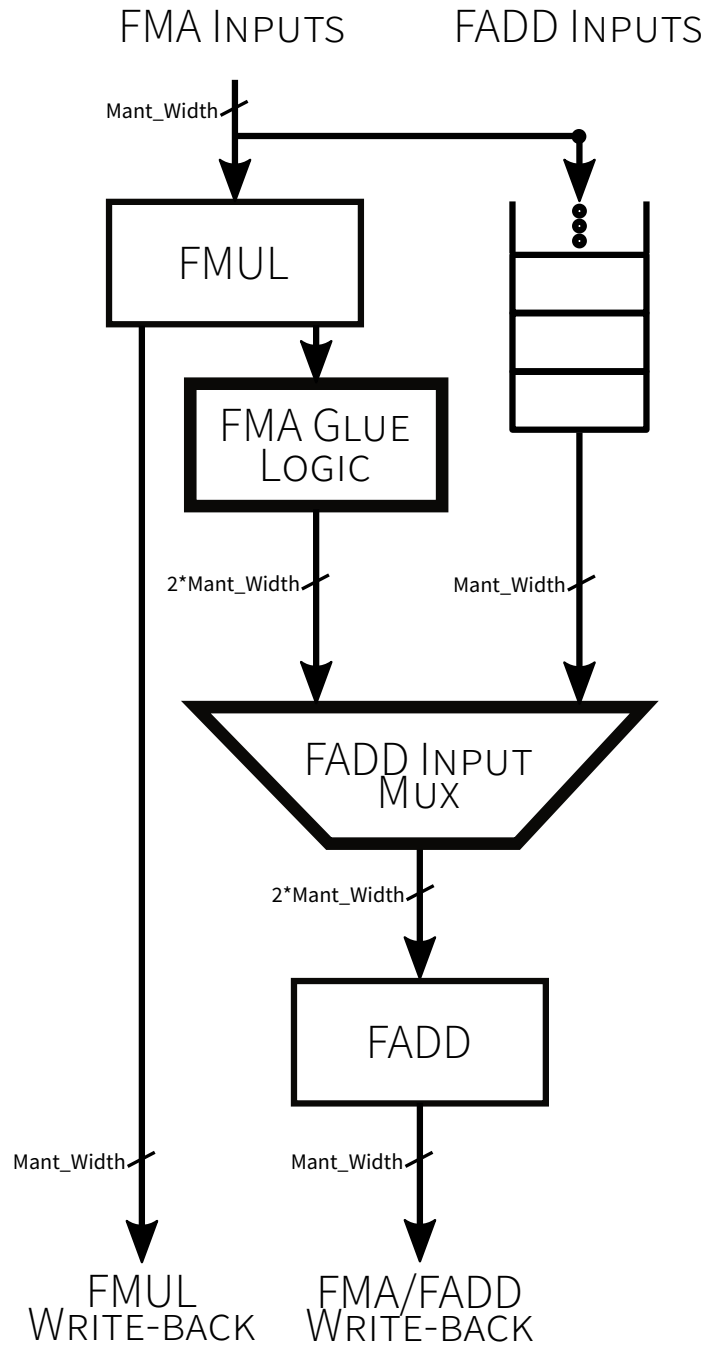 FMA INPUTS
FADD INPUTS
Mant_Width
FMUL
FMA GLUE
LOGIC
2*Mant_Width
Mant_Width
FADD INPUT
MUX
2*Mant_Width
FADD
Mant_Width
Mant_Width
FMUL
WRITE-BACK
FMA/FADD
WRITE-BACK